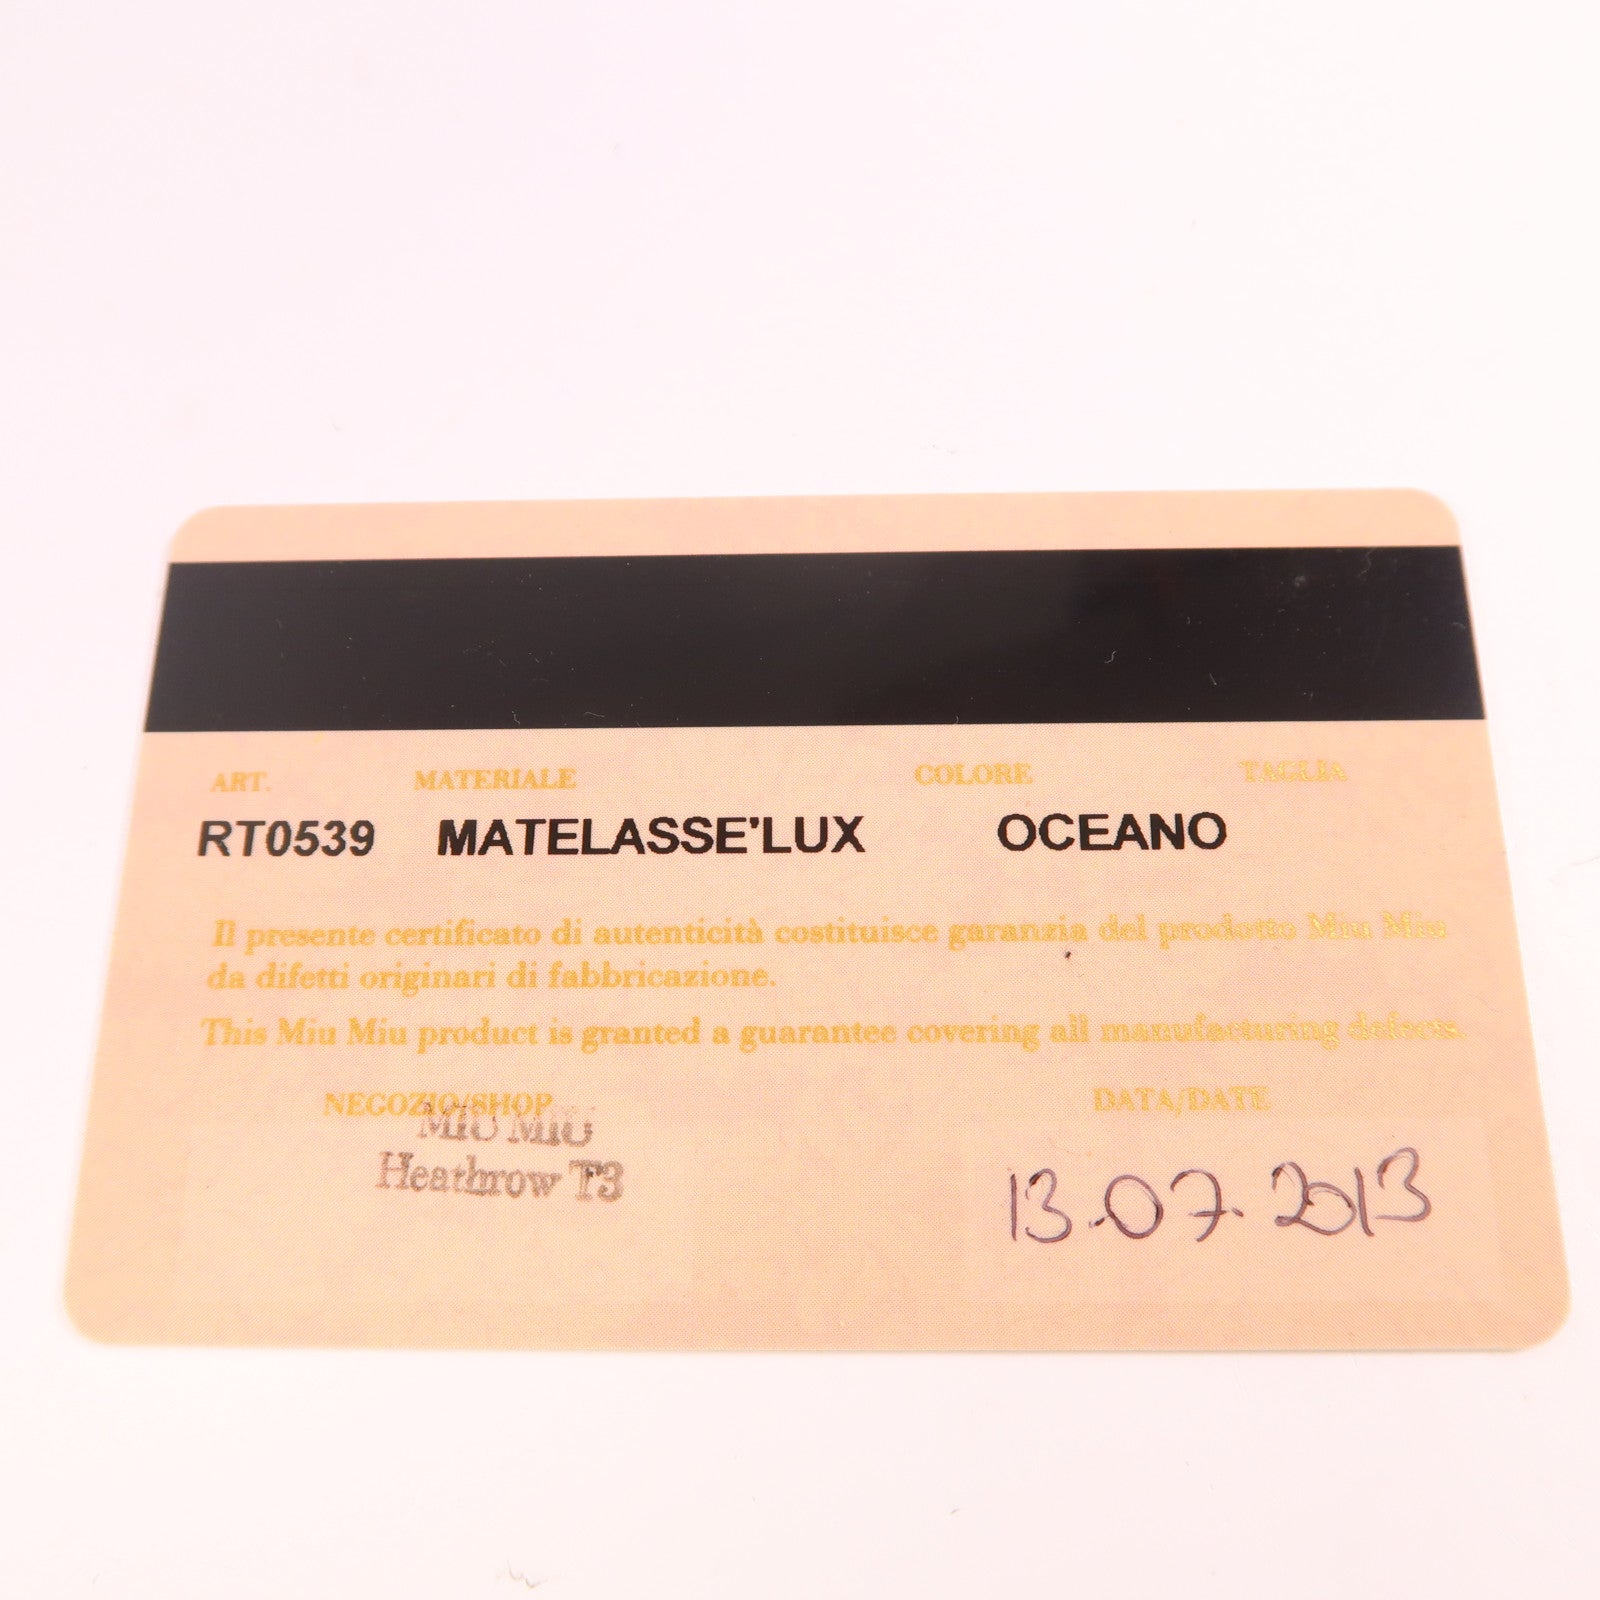 ART. MATERIALE COLORE TAGLIA
RT0539 MATELASSE'LUX OCEANO
Il presente certificato di autenticità costituisce garanzia del prodotto Miu Miu
da difetti originari di fabbricazione.
This Miu Miu product is granted a guarantee covering all manufacturing defects.
NEGOZIO/SHOP DATA/DATE
MIU MIU
Heathrow T3 13.07.2013